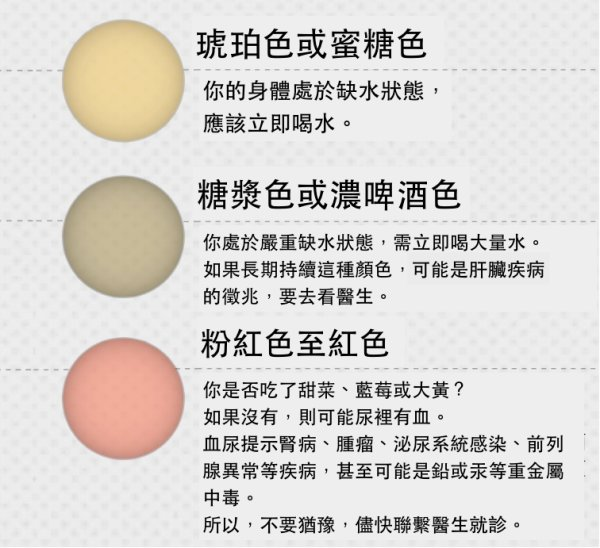 琥珀色或蜜糖色
你的身體處於缺水狀態，
應該立即喝水。
糖漿色或濃啤酒色
你處於嚴重缺水狀態，需立即喝大量水。
如果長期持續這種顏色，可能是肝臟疾病
的徵兆，要去看醫生。
粉紅色至紅色
你是否吃了甜菜、藍莓或大黃？
如果沒有，則可能尿裡有血。
血尿提示腎病、腫瘤、泌尿系統感染、前列
腺異常等疾病，甚至可能是鉛或汞等重金屬
中毒。
所以，不要猶豫，儘快聯繫醫生就診。